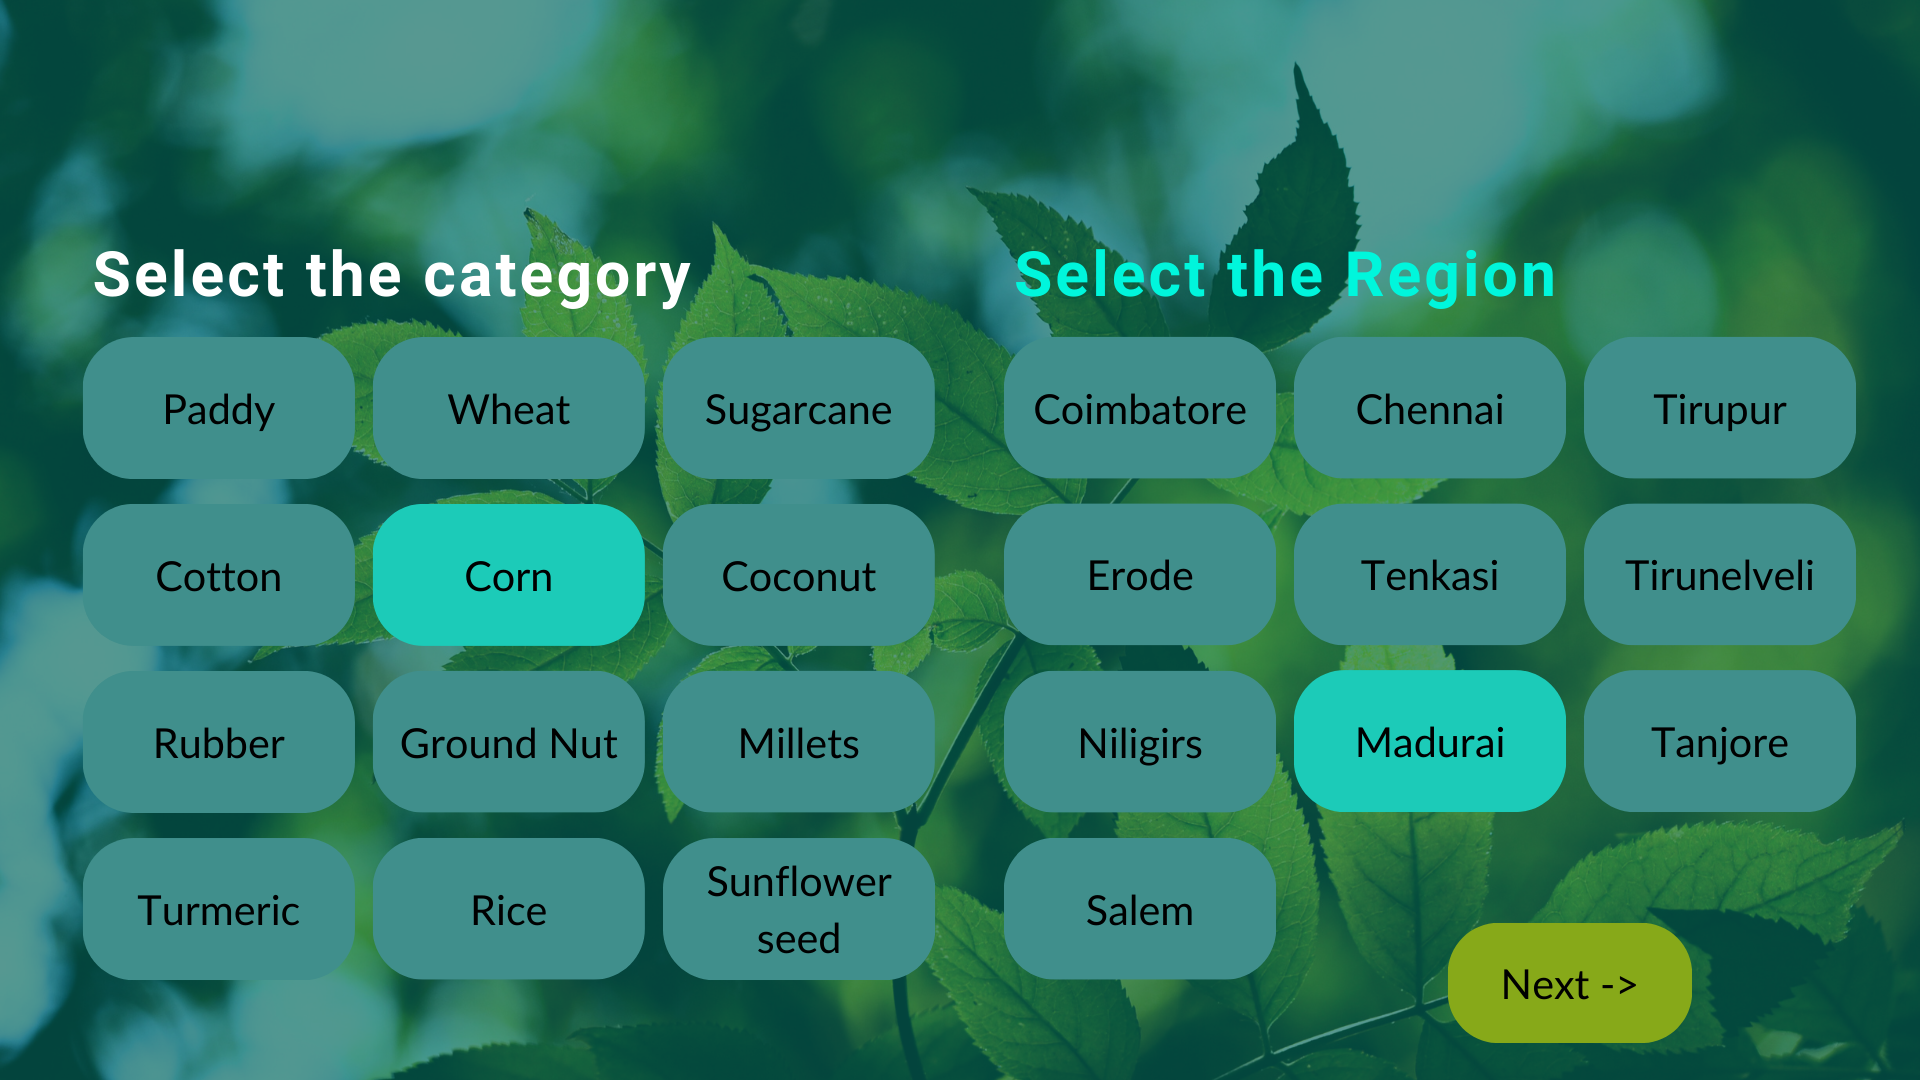 Select the category
Select the Region
Paddy
Wheat
Sugarcane
Coimbatore
Chennai
Tirupur
Cotton
Corn
Coconut
Erode
Tenkasi
Tirunelveli
Rubber
Ground Nut
Millets
Niligirs
Madurai
Tanjore
Turmeric
Rice
Sunflower
seed
Salem
Next ->